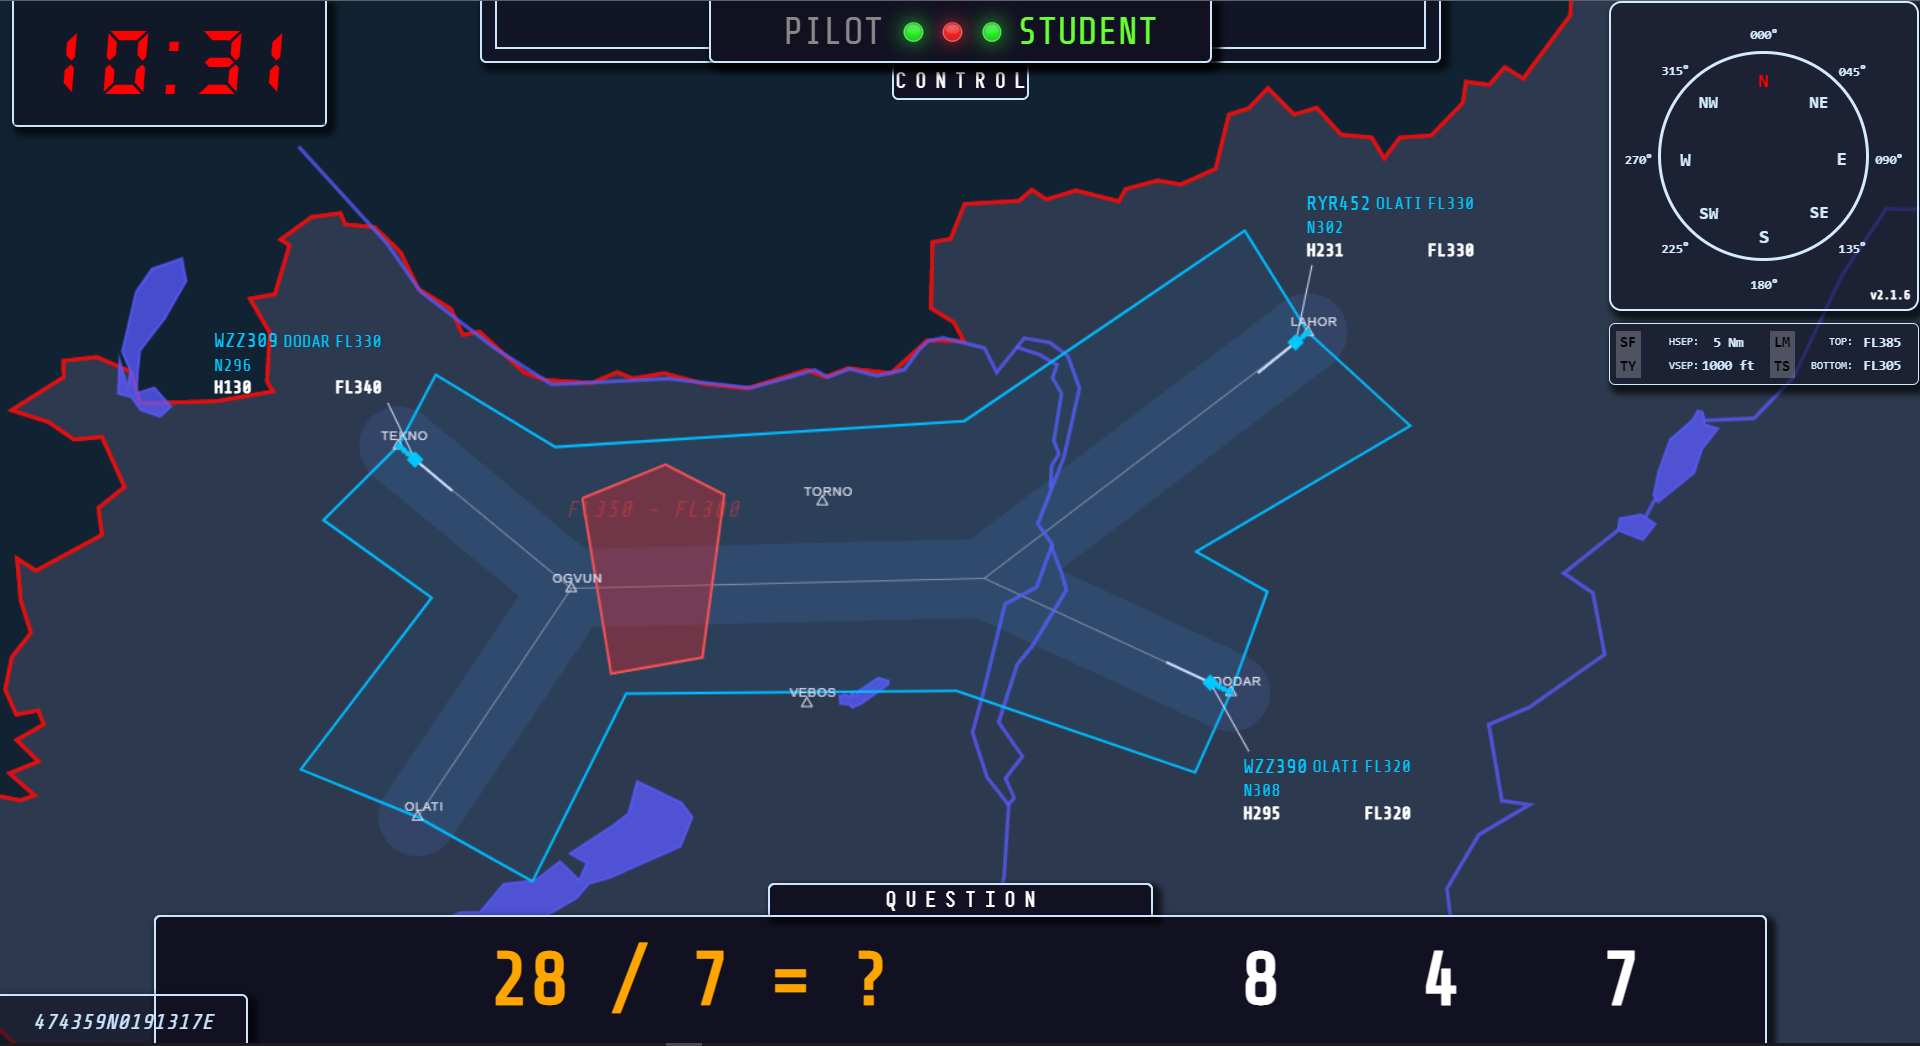 10:31
PILOT STUDENT
CONTROL
000°
315° 045°
N
NW NE
270° W E 090°
SW SE
S
225° 135°
180°
v2.1.6
SF HSEP: 5 Nm LM TOP: FL385
TY VSEP: 1000 ft TS BOTTOM: FL305
RYR452 OLATI FL330
N302
H231 FL330
LAHOR
WZZ309 DODAR FL330
N296
H130 FL340
TEKNO
TORNO
FL350 - FL380
OGVUN
VEBOS
DODAR
WZZ390 OLATI FL320
N308
H295 FL320
OLATI
QUESTION
28 / 7 = ? 8 4 7
474359N0191317E